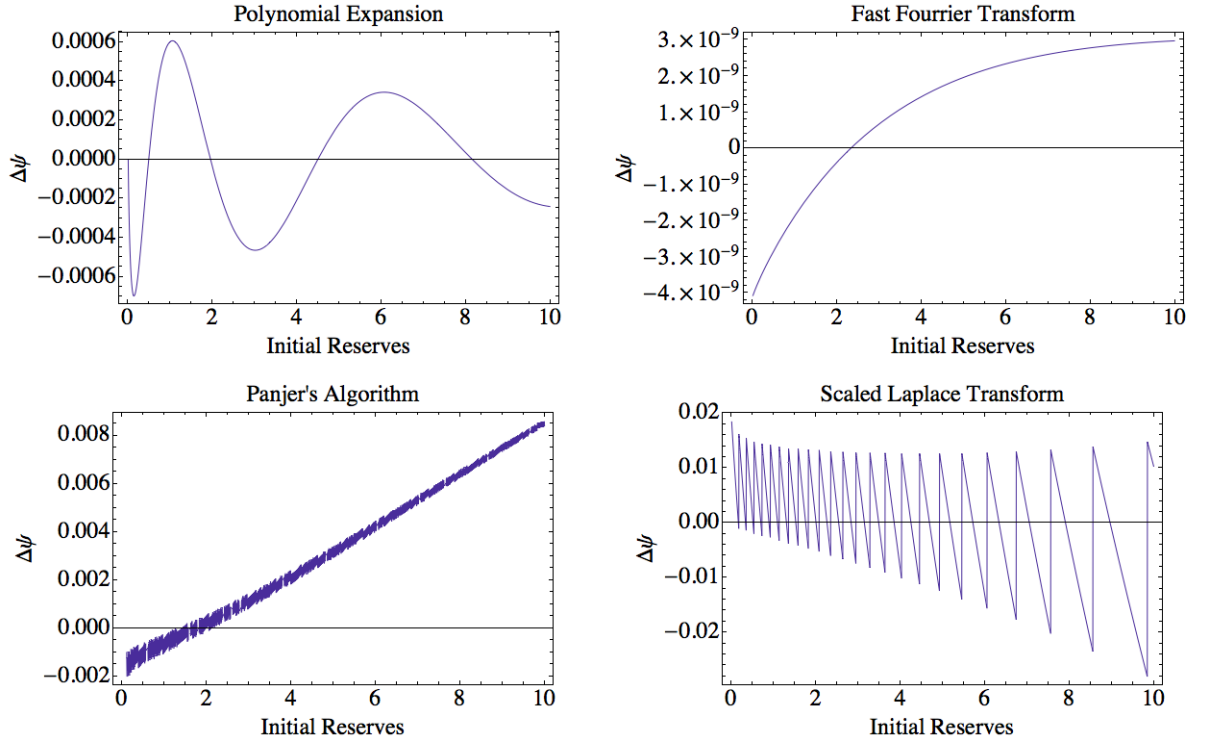 Polynomial Expansion
0.0006
0.0004
0.0002
0.0000
−0.0002
−0.0004
−0.0006
Δψ
0 2 4 6 8 10
Initial Reserves
Fast Fourrier Transform
3.×10⁻⁹
2.×10⁻⁹
1.×10⁻⁹
0
−1.×10⁻⁹
−2.×10⁻⁹
−3.×10⁻⁹
−4.×10⁻⁹
Δψ
0 2 4 6 8 10
Initial Reserves
Panjer's Algorithm
0.008
0.006
0.004
0.002
0.000
−0.002
Δψ
0 2 4 6 8 10
Initial Reserves
Scaled Laplace Transform
0.02
0.01
0.00
−0.01
−0.02
Δψ
0 2 4 6 8 10
Initial Reserves